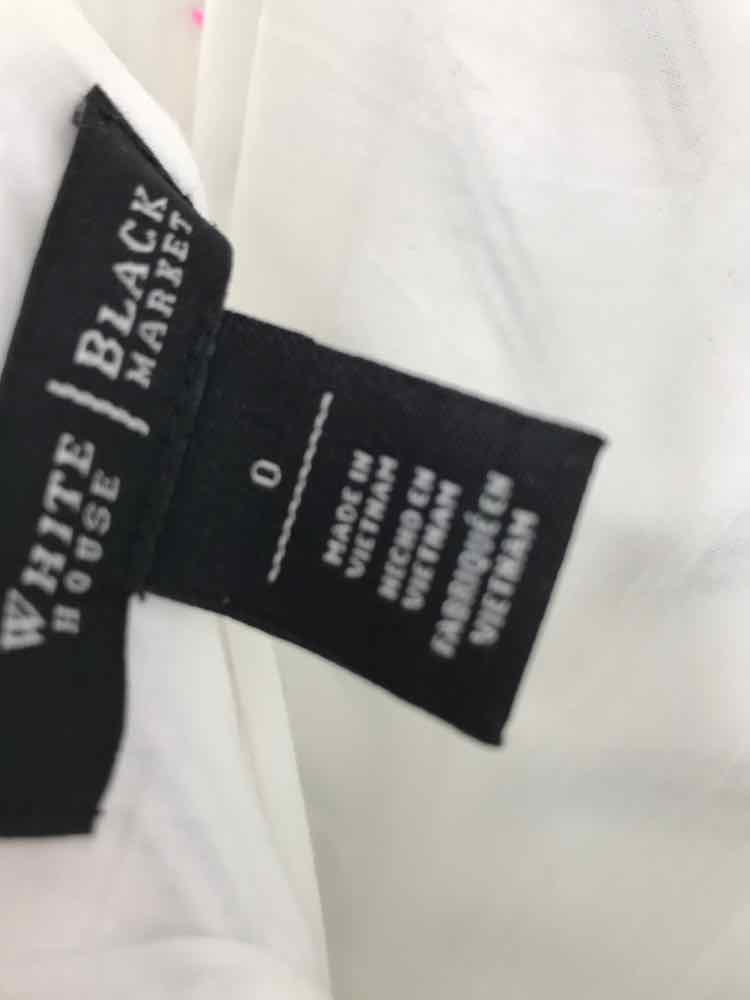 WHITE | BLACK
HOUSE | MARKET
0
MADE IN
VIETNAM
HECHO EN
VIETNAM
FABRIQUÉ EN
VIETNAM